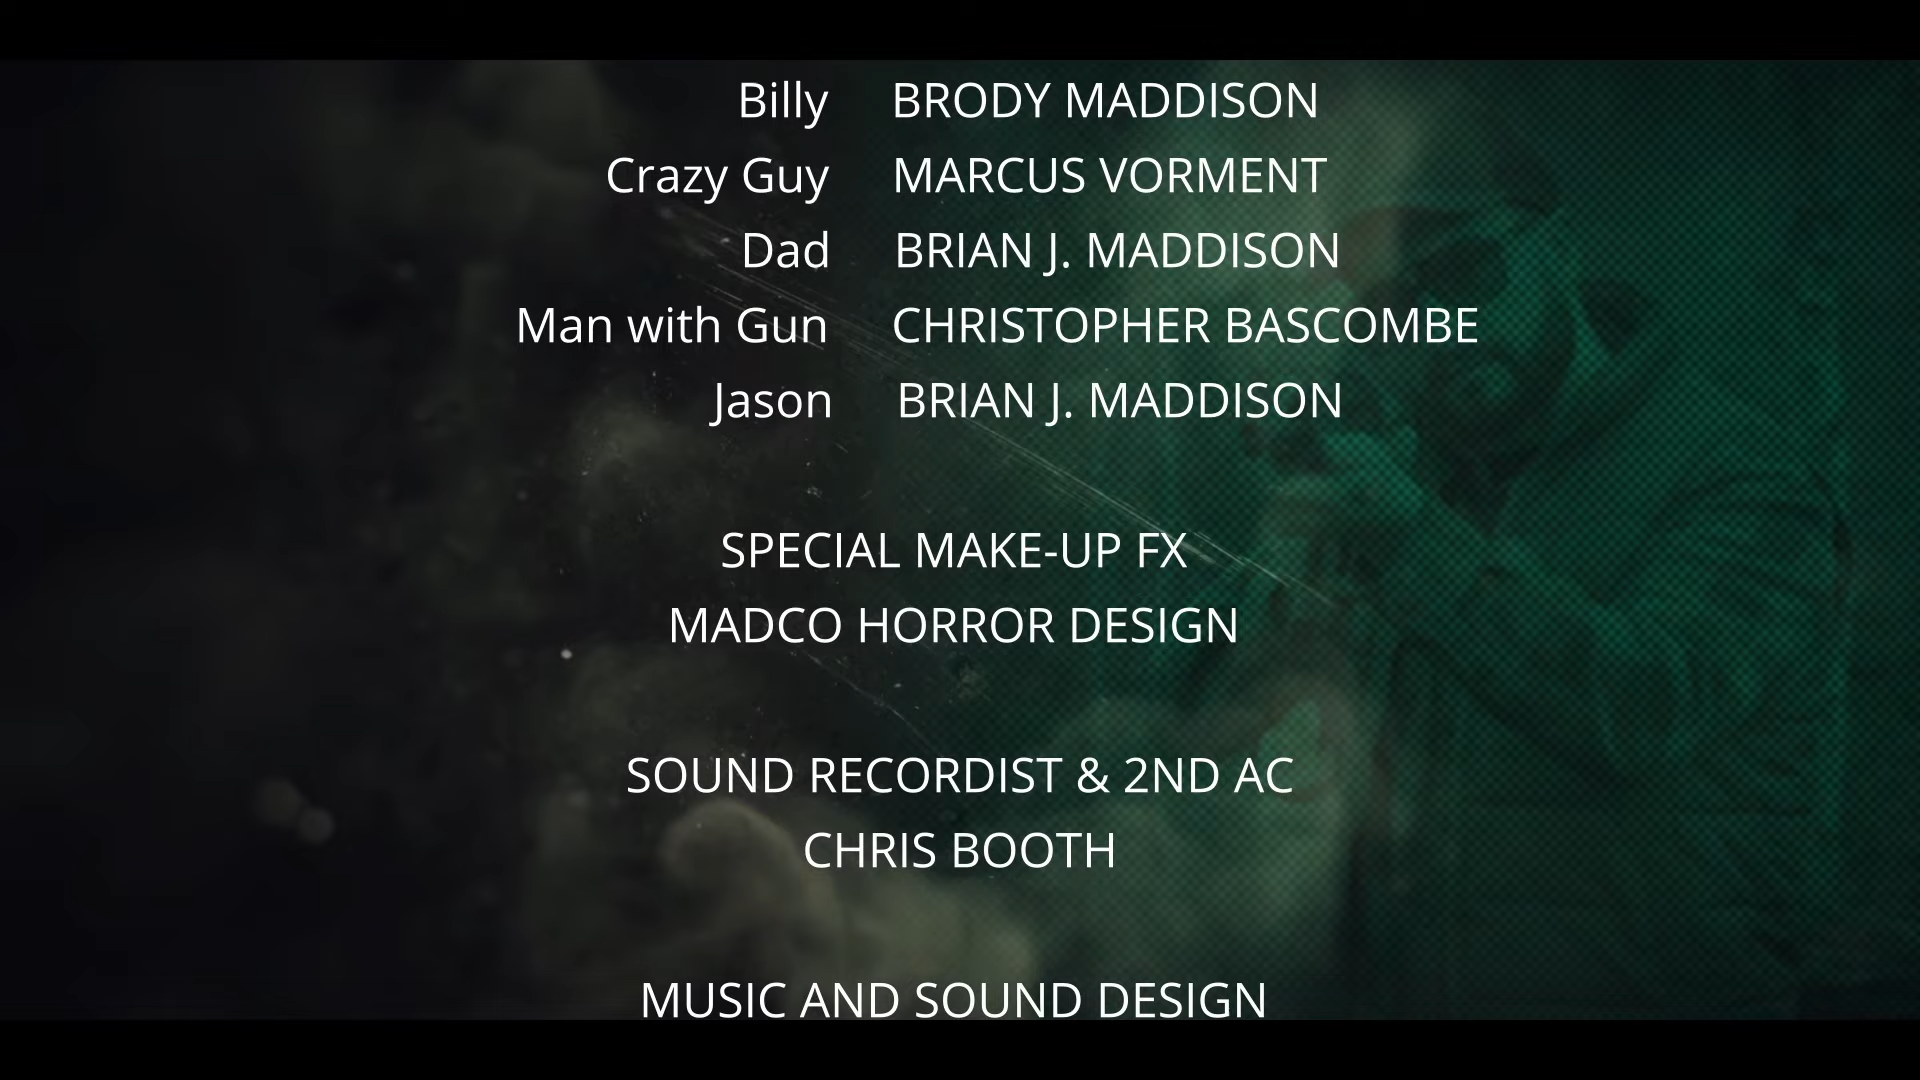 Billy BRODY MADDISON
Crazy Guy MARCUS VORMENT
Dad BRIAN J. MADDISON
Man with Gun CHRISTOPHER BASCOMBE
Jason BRIAN J. MADDISON
SPECIAL MAKE-UP FX
MADCO HORROR DESIGN
SOUND RECORDIST & 2ND AC
CHRIS BOOTH
MUSIC AND SOUND DESIGN